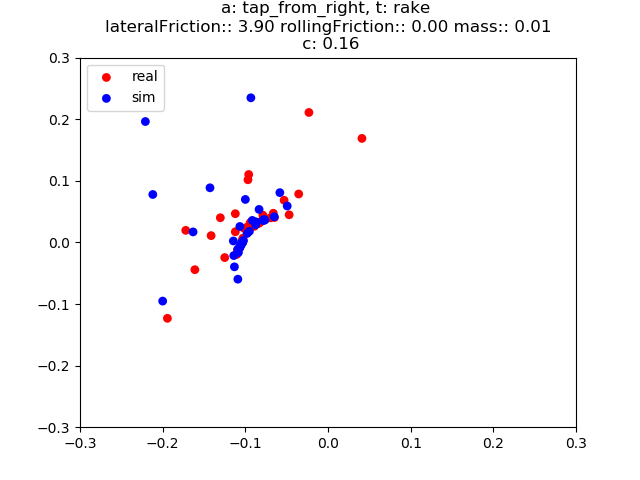 a: tap_from_right, t: rake
lateralFriction:: 3.90 rollingFriction:: 0.00 mass:: 0.01
c: 0.16
real
sim
0.3
0.2
0.1
0.0
−0.1
−0.2
−0.3
−0.3 −0.2 −0.1 0.0 0.1 0.2 0.3